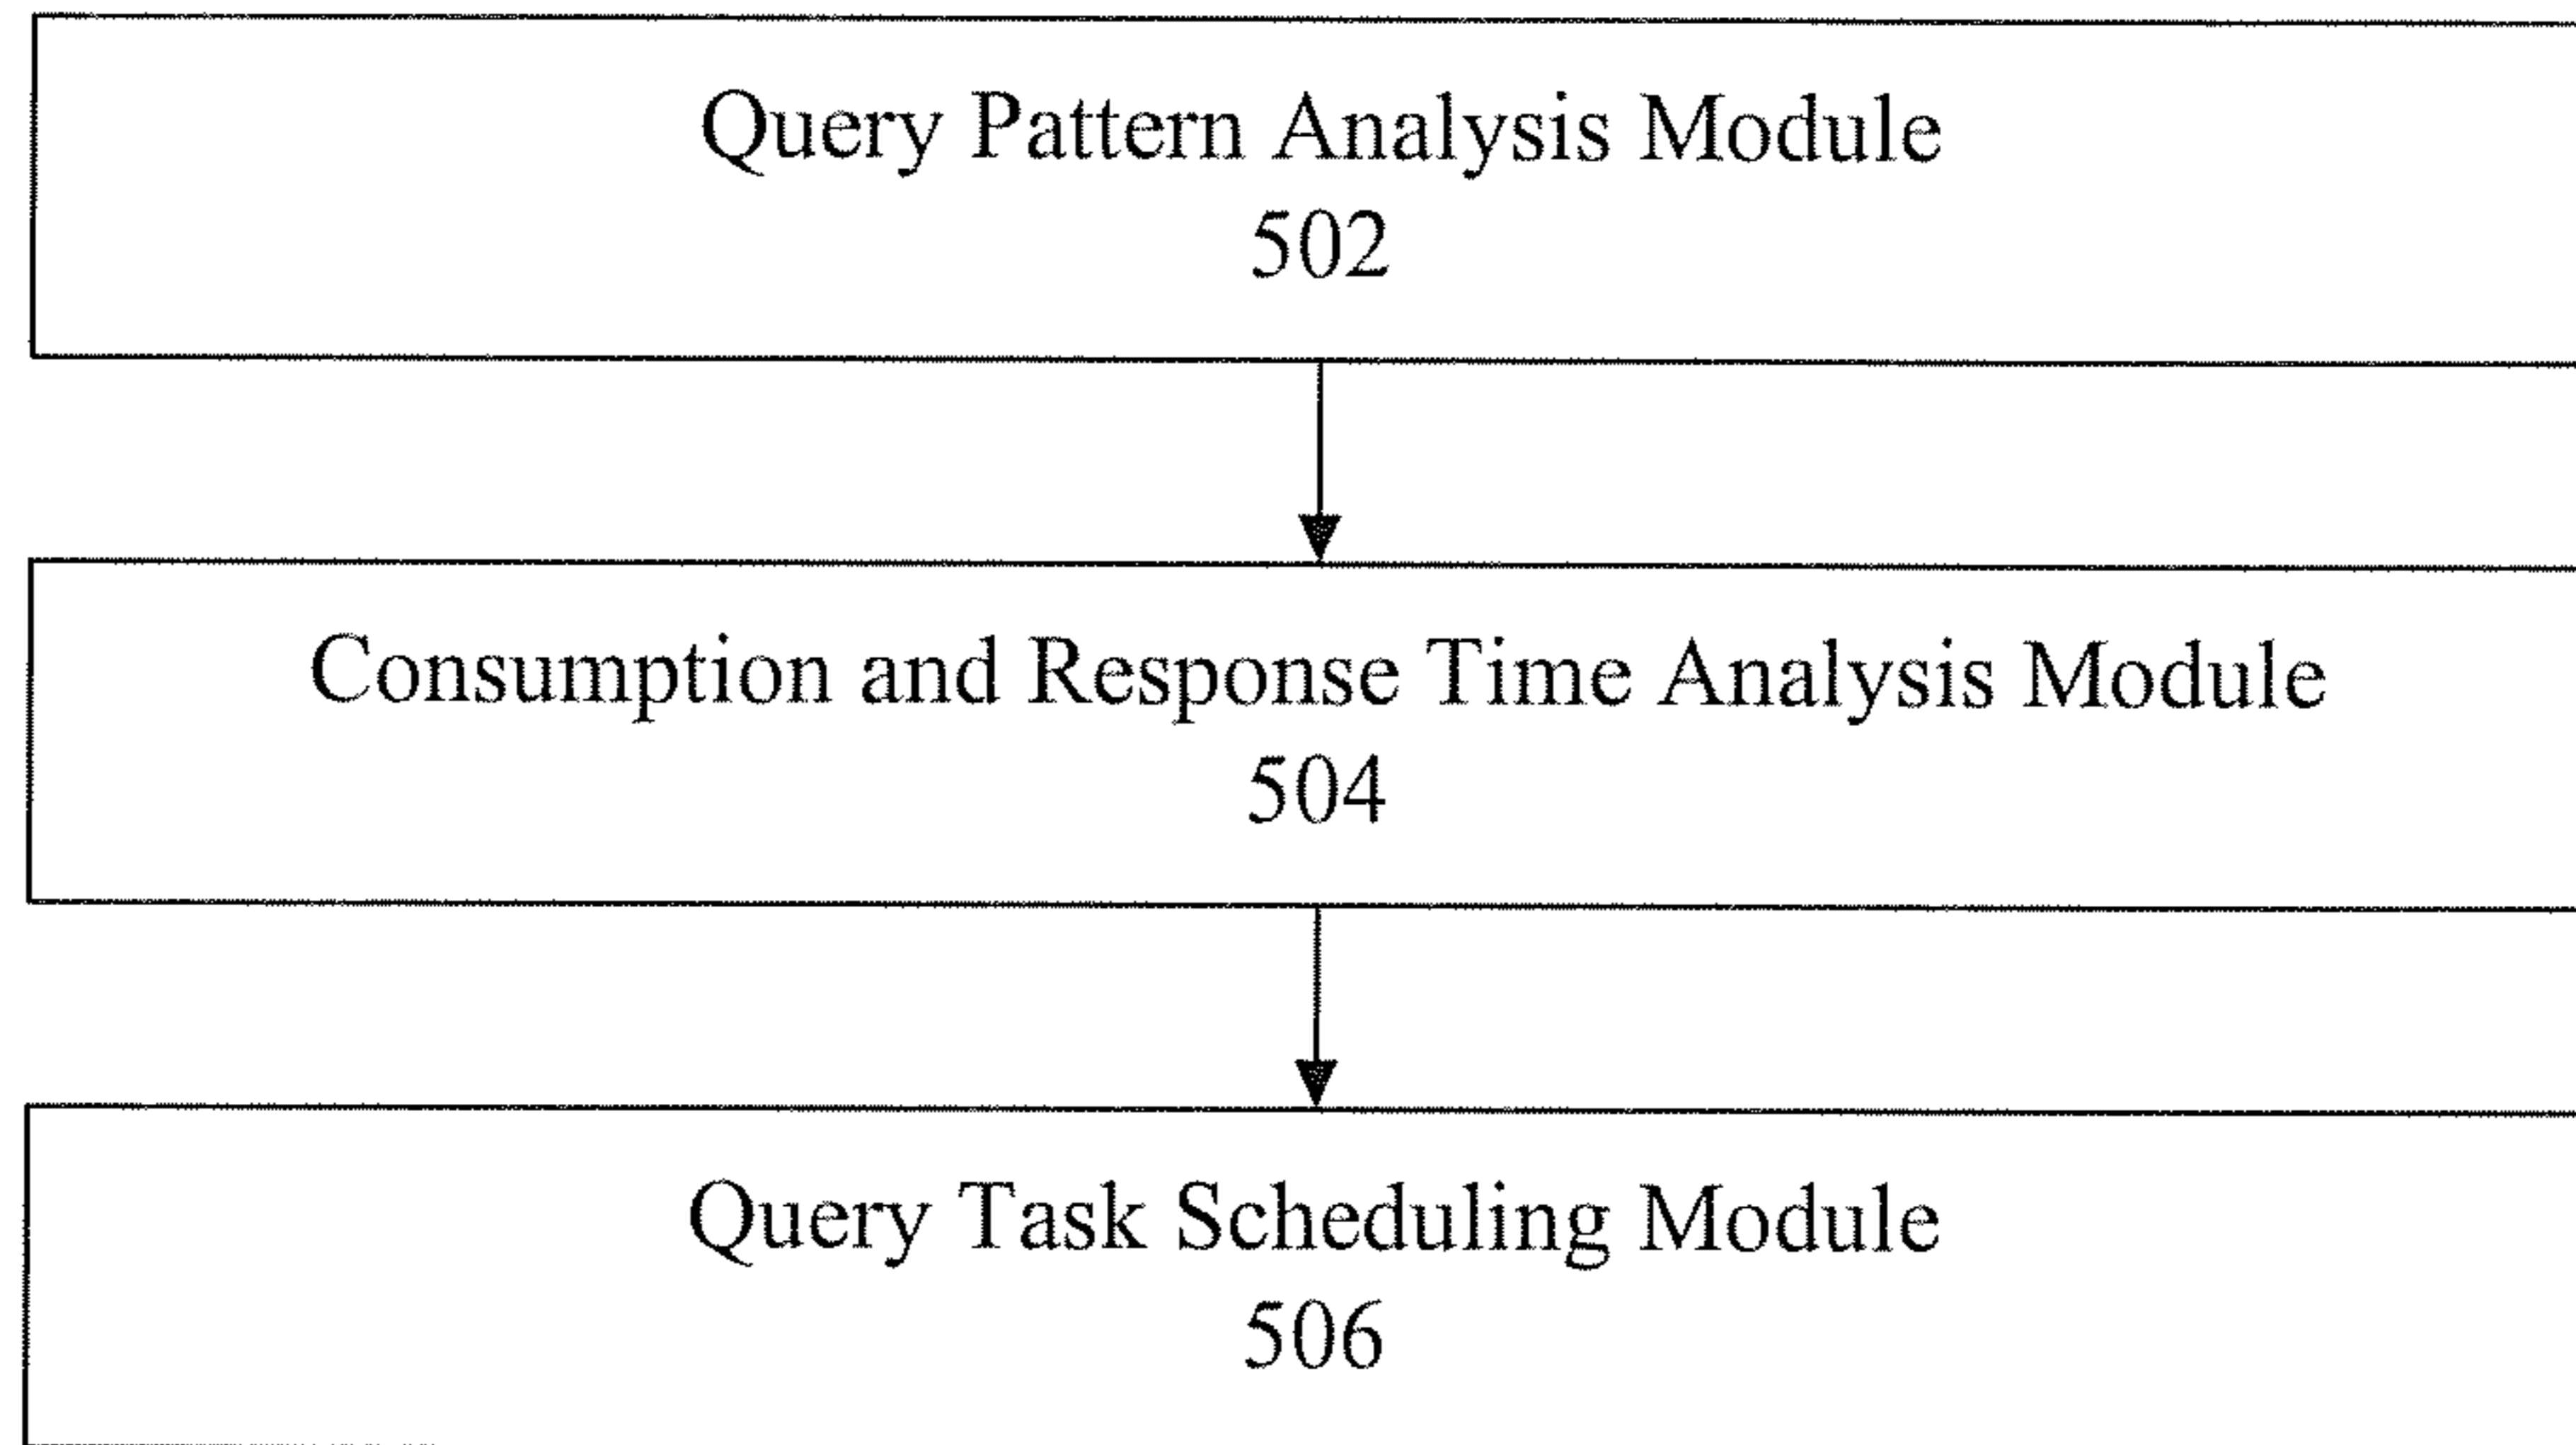 Query Pattern Analysis Module
502
Consumption and Response Time Analysis Module
504
Query Task Scheduling Module
506